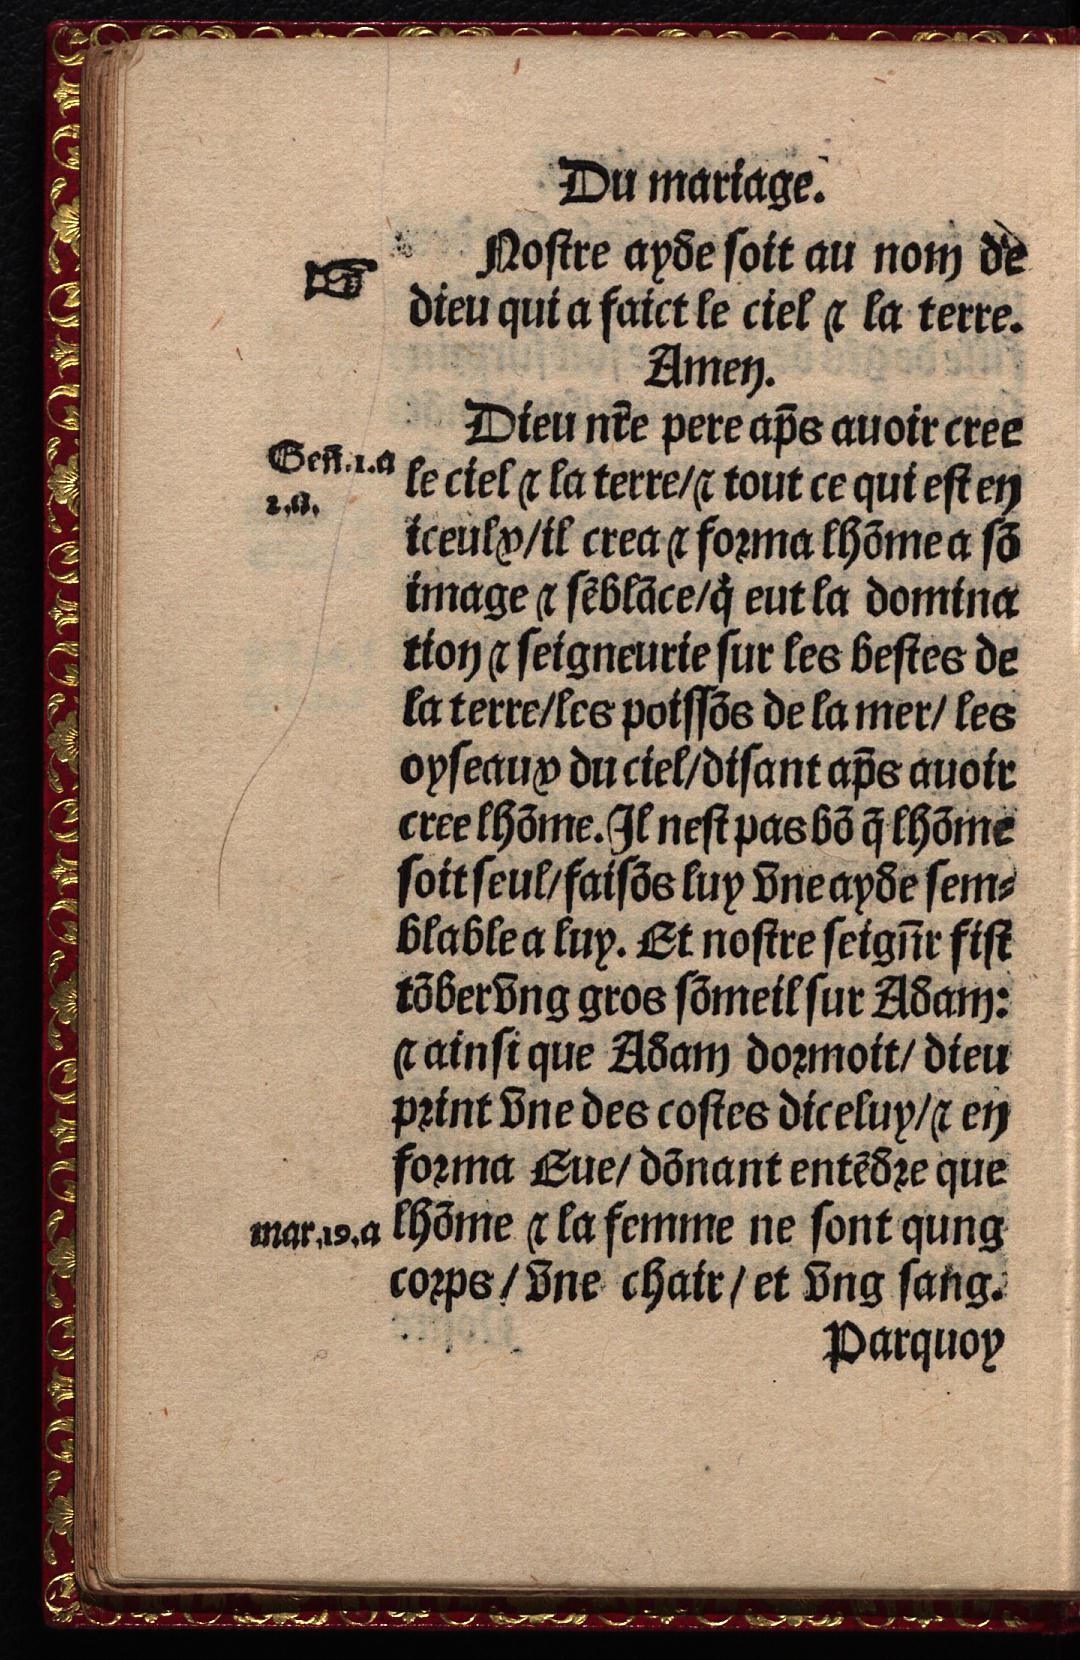 Du mariage.
☞ Nostre ayde soit au nom de
dieu qui a faict le ciel ⁊ la terre.
Amen.
Dieu nr̃e pere ap̃s auoir cree
Geñ.1.a
le ciel ⁊ la terre/⁊ tout ce qui est en
2.
iceulx/il crea ⁊ forma lhõme a sõ
image ⁊ sẽblãce/q̇ eut la domina
tion ⁊ seigneurie sur les bestes de
la terre/les poissõs de la mer/ les
oyseaux du ciel/disant ap̃s auoir
cree lhõme. Il nest pas bõ q̃ lhõme
soit seul/faisõs luy vne ayde sem⸗
blable a luy. Et nostre seigñr fist
tõber vng gros sõmeil sur Adam:
⁊ ainsi que Adam dormoit/ dieu
print vne des costes diceluy/⁊ en
forma Eue/ dõnant entẽdre que
mar.19.a
lhõme ⁊ la femme ne sont qung
corps/ vne chair/ et vng sang.
Parquoy